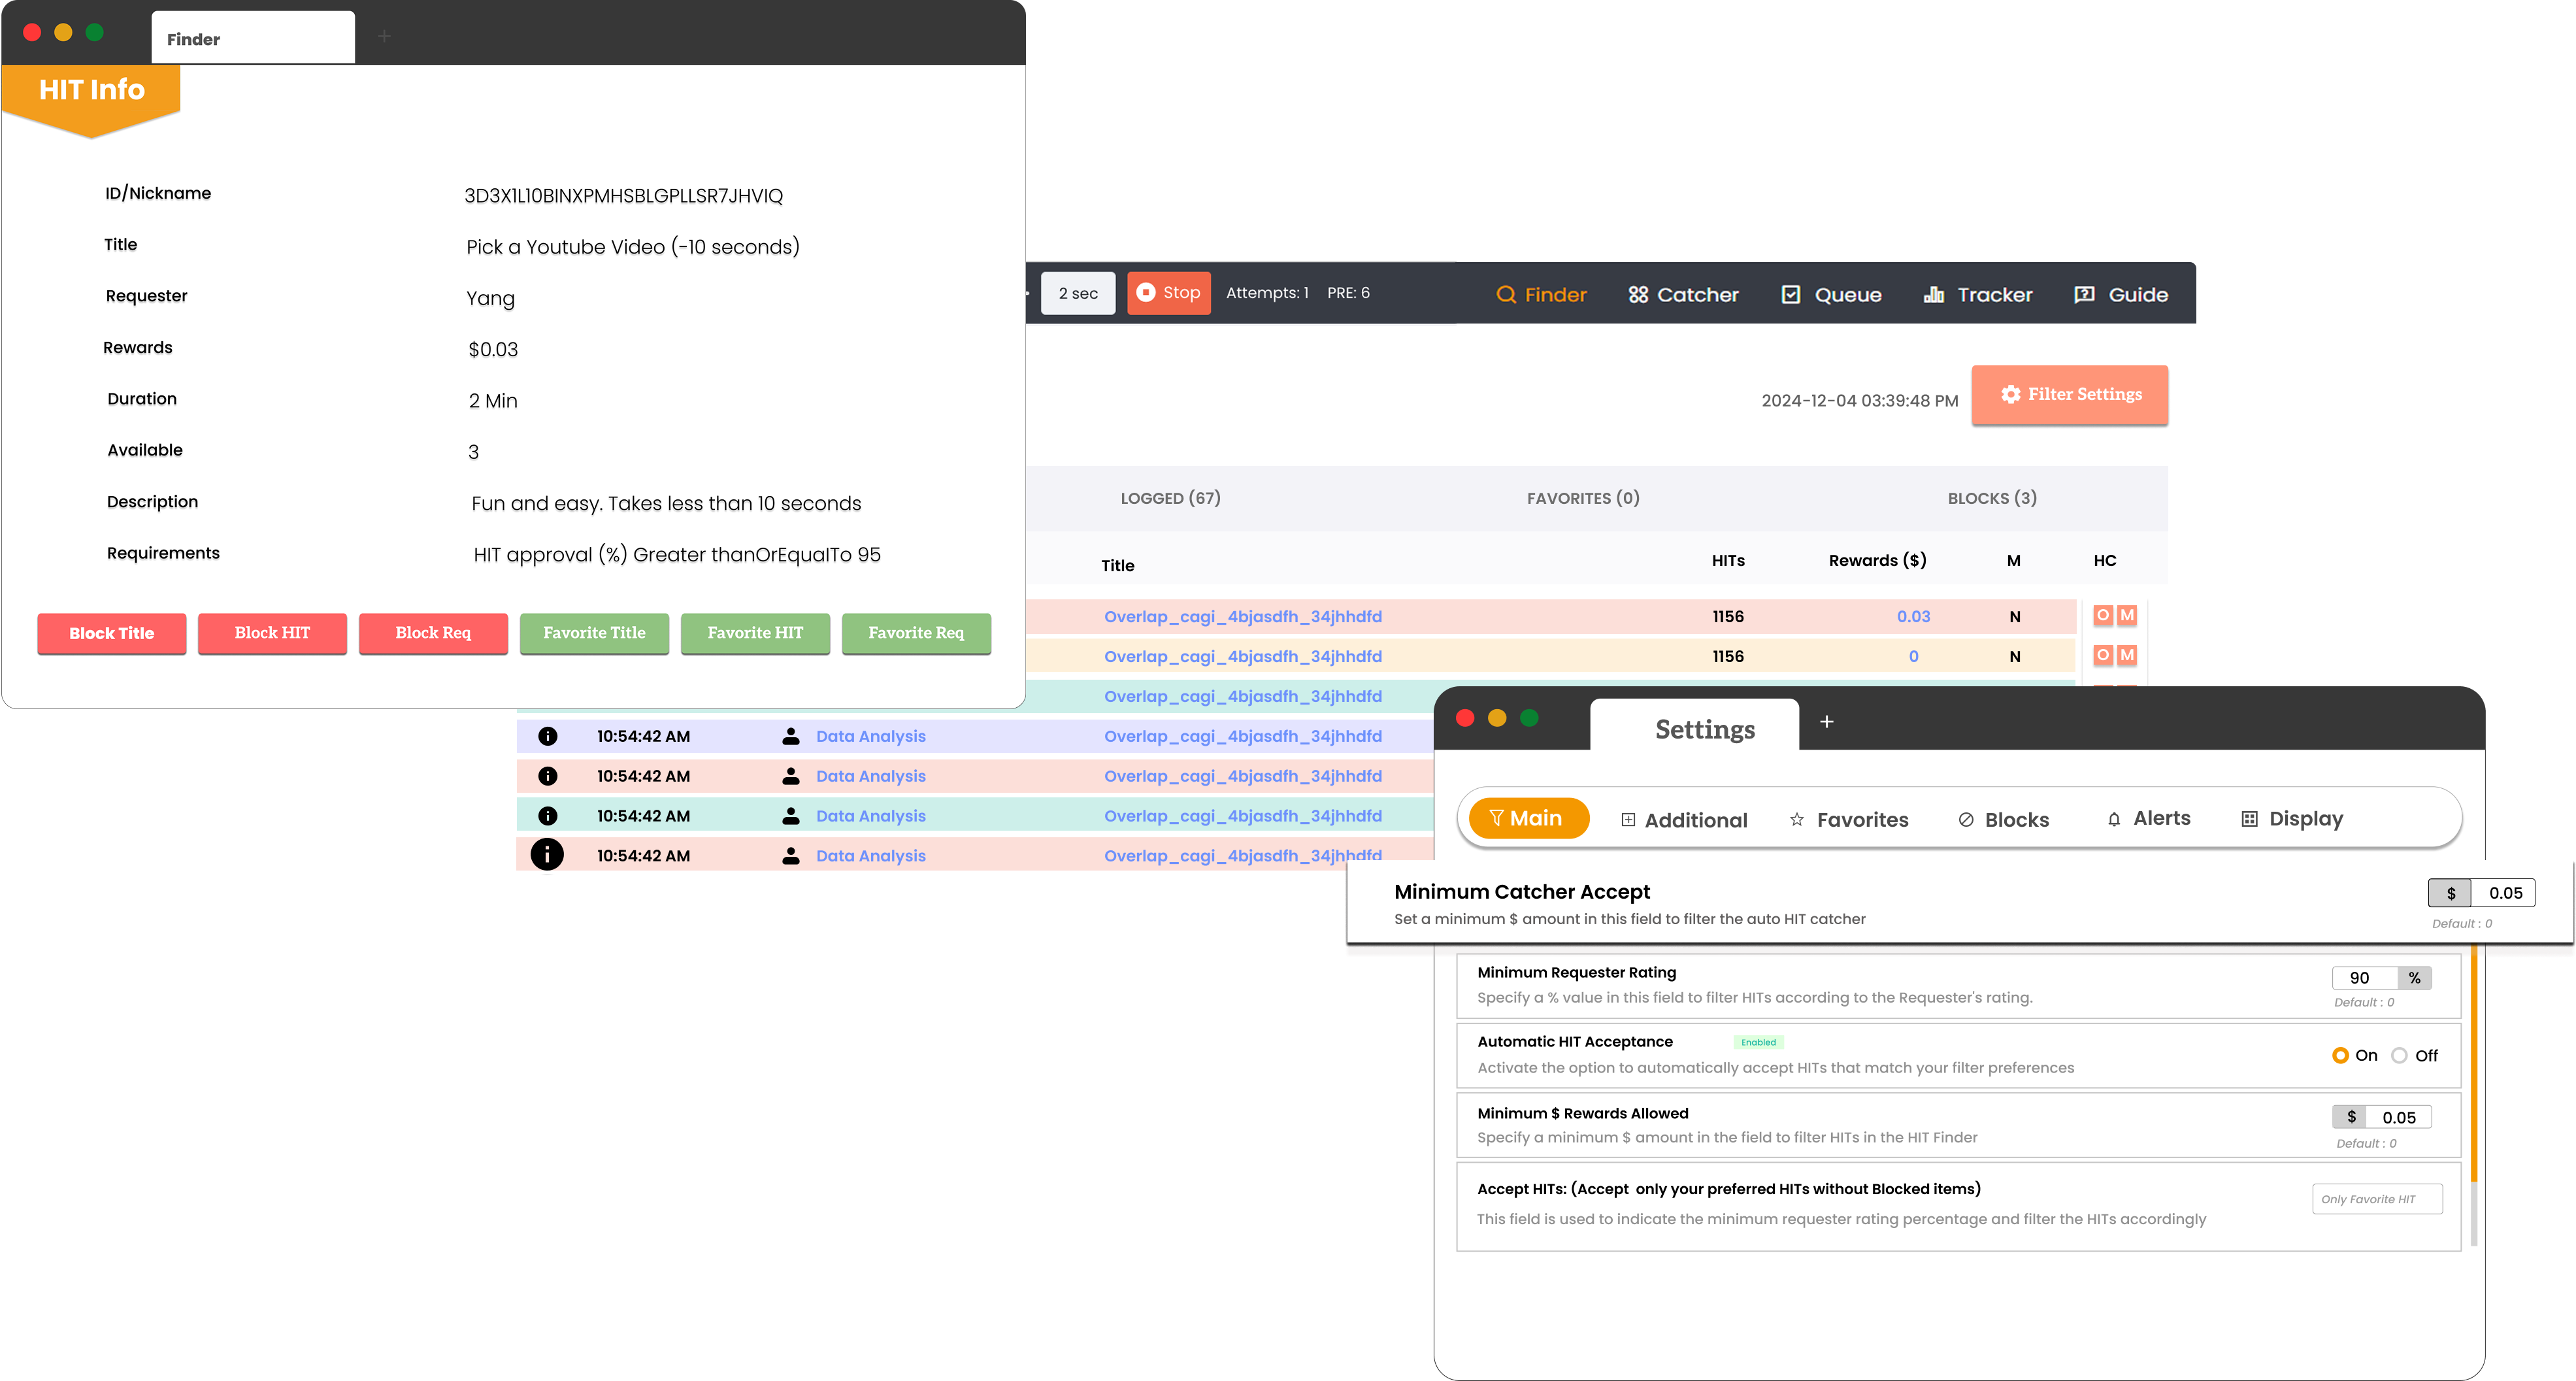 Finder
+
HIT Info
ID/Nickname 3D3X1L10BINXPMHSBLGPLLSR7JHVIQ
Title Pick a Youtube Video (-10 seconds)
Requester Yang
Rewards $0.03
Duration 2 Min
Available 3
Description Fun and easy. Takes less than 10 seconds
Requirements HIT approval (%) Greater thanOrEqualTo 95
Block Title Block HIT Block Req Favorite Title Favorite HIT Favorite Req
2 sec Stop Attempts: 1 PRE: 6 Finder Catcher Queue Tracker Guide
2024-12-04 03:39:48 PM Filter Settings
LOGGED (67) FAVORITES (0) BLOCKS (3)
Title HITs Rewards ($) M HC
Overlap_cagi_4bjasdfh_34jhhdfd 1156 0.03 N O M
Overlap_cagi_4bjasdfh_34jhhdfd 1156 0 N O M
Overlap_cagi_4bjasdfh_34jhhdfd
10:54:42 AM Data Analysis Overlap_cagi_4bjasdfh_34jhhdfd
10:54:42 AM Data Analysis Overlap_cagi_4bjasdfh_34jhhdfd
10:54:42 AM Data Analysis Overlap_cagi_4bjasdfh_34jhhdfd
10:54:42 AM Data Analysis Overlap_cagi_4bjasdfh_34jhhdfd
Settings +
Main Additional Favorites Blocks Alerts Display
Minimum Catcher Accept $ 0.05
Set a minimum $ amount in this field to filter the auto HIT catcher Default : 0
Minimum Requester Rating 90 %
Specify a % value in this field to filter HITs according to the Requester's rating. Default : 0
Automatic HIT Acceptance Enabled On Off
Activate the option to automatically accept HITs that match your filter preferences
Minimum $ Rewards Allowed $ 0.05
Specify a minimum $ amount in the field to filter HITs in the HIT Finder Default : 0
Accept HITs: (Accept only your preferred HITs without Blocked items) Only Favorite HIT
This field is used to indicate the minimum requester rating percentage and filter the HITs accordingly